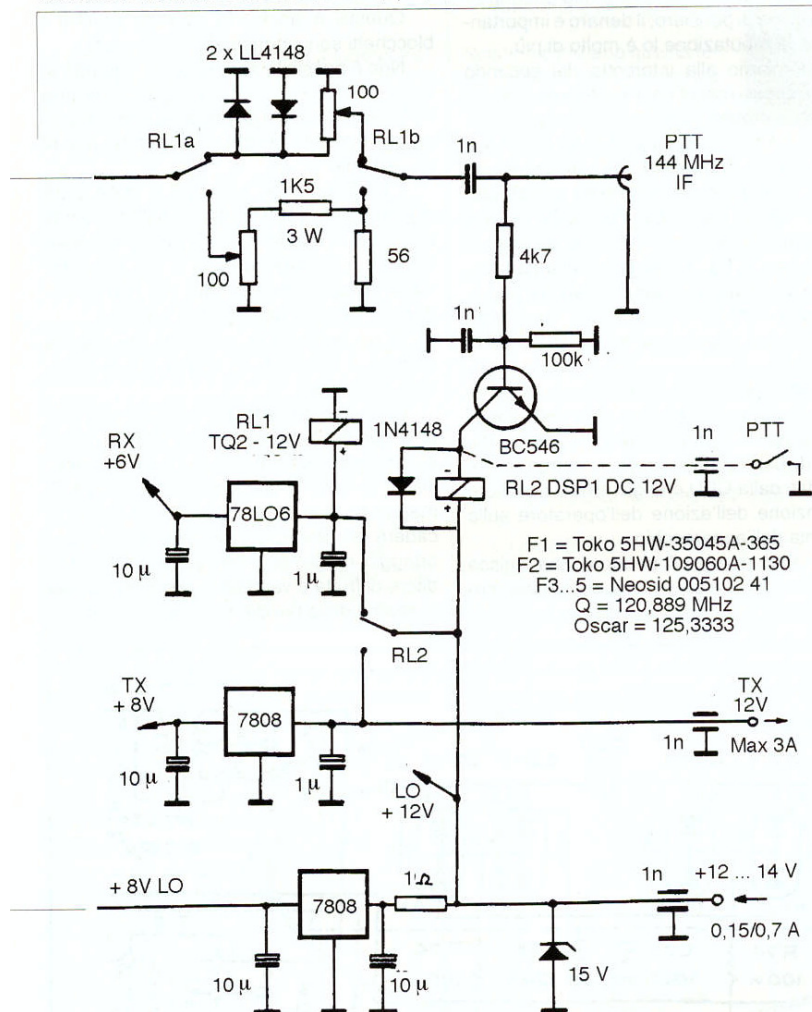 2 x LL4148
100
RL1a
RL1b
1n
PTT
144 MHz
IF
1K5
3 W
100
56
4k7
1n
100k
RL1
TQ2 - 12V
1N4148
BC546
1n
PTT
RX
+6V
RL2 DSP1 DC 12V
78LO6
10 µ
1 µ
F1 = Toko 5HW-35045A-365
F2 = Toko 5HW-109060A-1130
F3...5 = Neosid 005102 41
Q = 120,889 MHz
Oscar = 125,3333
RL2
TX
+ 8V
7808
10 µ
1 µ
TX
12V
1n
Max 3A
LO
+ 12V
+ 8V LO
7808
1Ω
1n
+12 ... 14 V
0,15/0,7 A
10 µ
10 µ
15 V